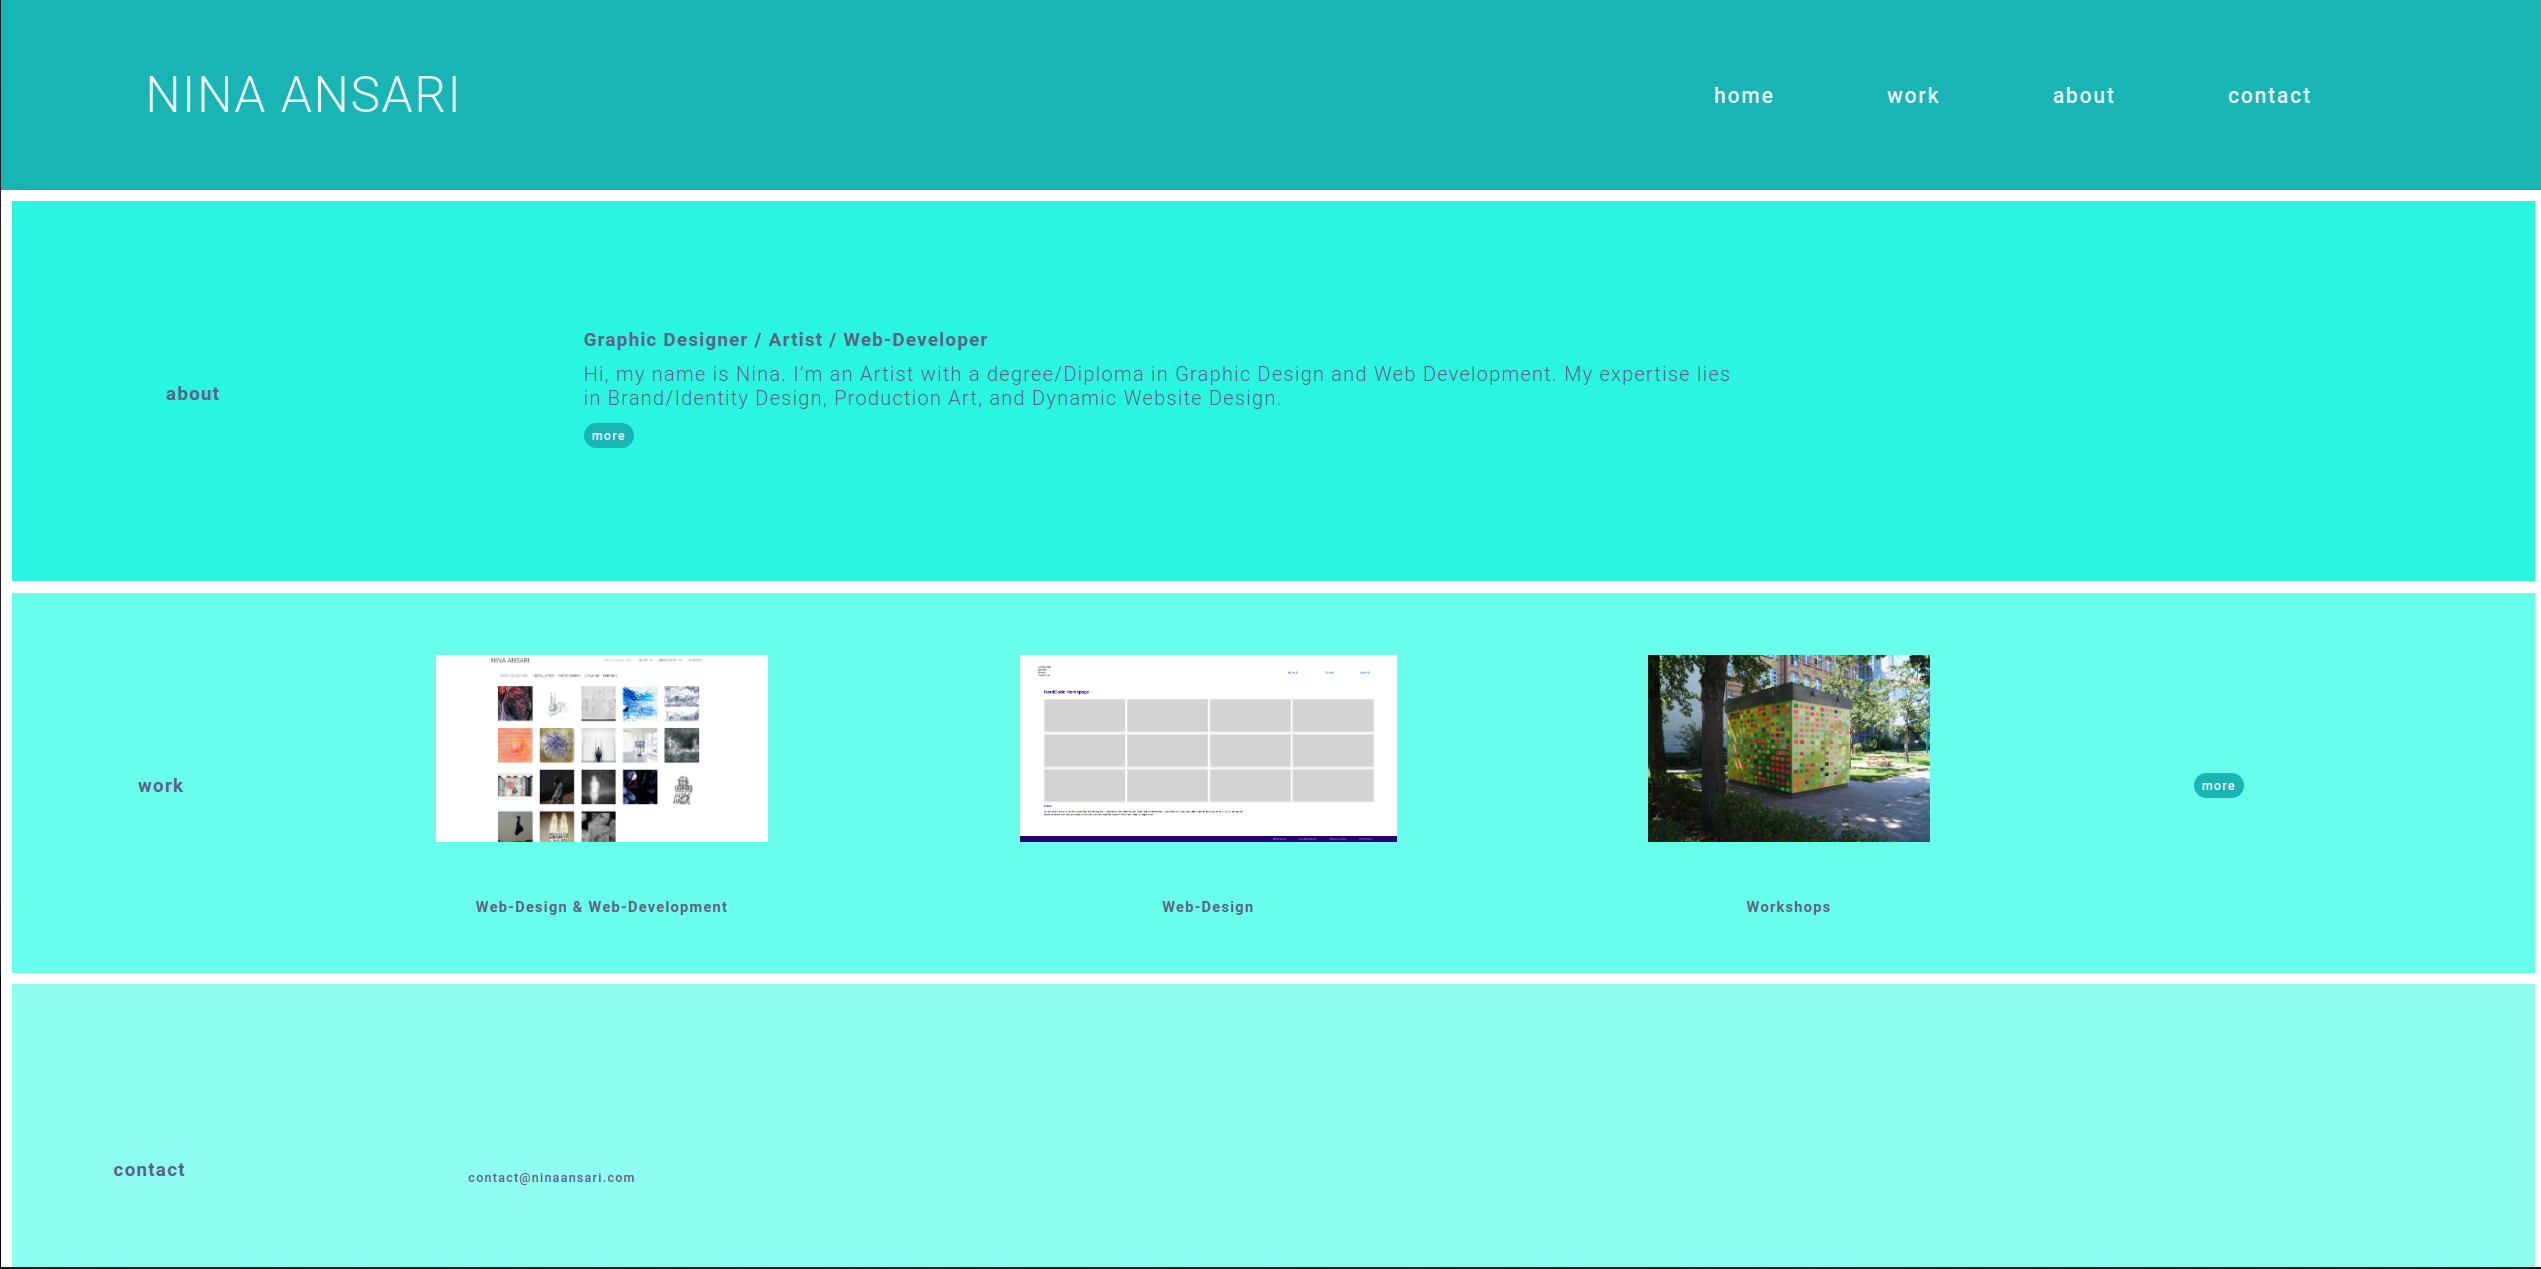 NINA ANSARI
home work about contact
about
Graphic Designer / Artist / Web-Developer
Hi, my name is Nina. I’m an Artist with a degree/Diploma in Graphic Design and Web Development. My expertise lies
in Brand/Identity Design, Production Art, and Dynamic Website Design.
more
work
NINA ANSARI
HardCode Homepage
more
Web-Design & Web-Development
Web-Design
Workshops
contact
contact@ninaansari.com